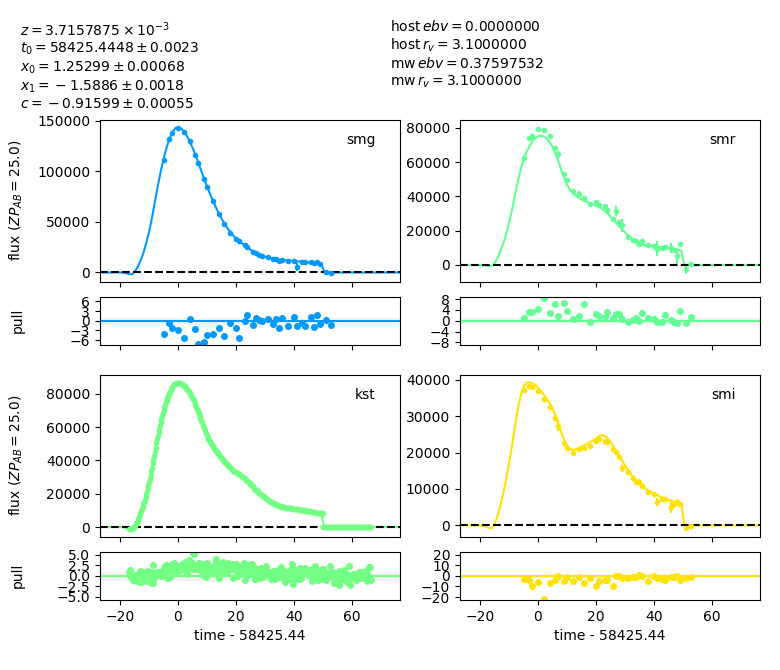 z = 3.7157875 × 10⁻³
t₀ = 58425.4448 ± 0.0023
x₀ = 1.25299 ± 0.00068
x₁ = −1.5886 ± 0.0018
c = −0.91599 ± 0.00055
host ebv = 0.0000000
host r_v = 3.1000000
mw ebv = 0.37597532
mw r_v = 3.1000000
flux (ZP_AB = 25.0)
150000
100000
50000
0
smg
80000
60000
40000
20000
0
smr
pull
6
3
0
−3
−6
8
4
0
−4
−8
flux (ZP_AB = 25.0)
80000
60000
40000
20000
0
kst
40000
30000
20000
10000
0
smi
pull
5.0
2.5
0.0
−2.5
−5.0
20
10
0
−10
−20
−20 0 20 40 60
time - 58425.44
−20 0 20 40 60
time - 58425.44